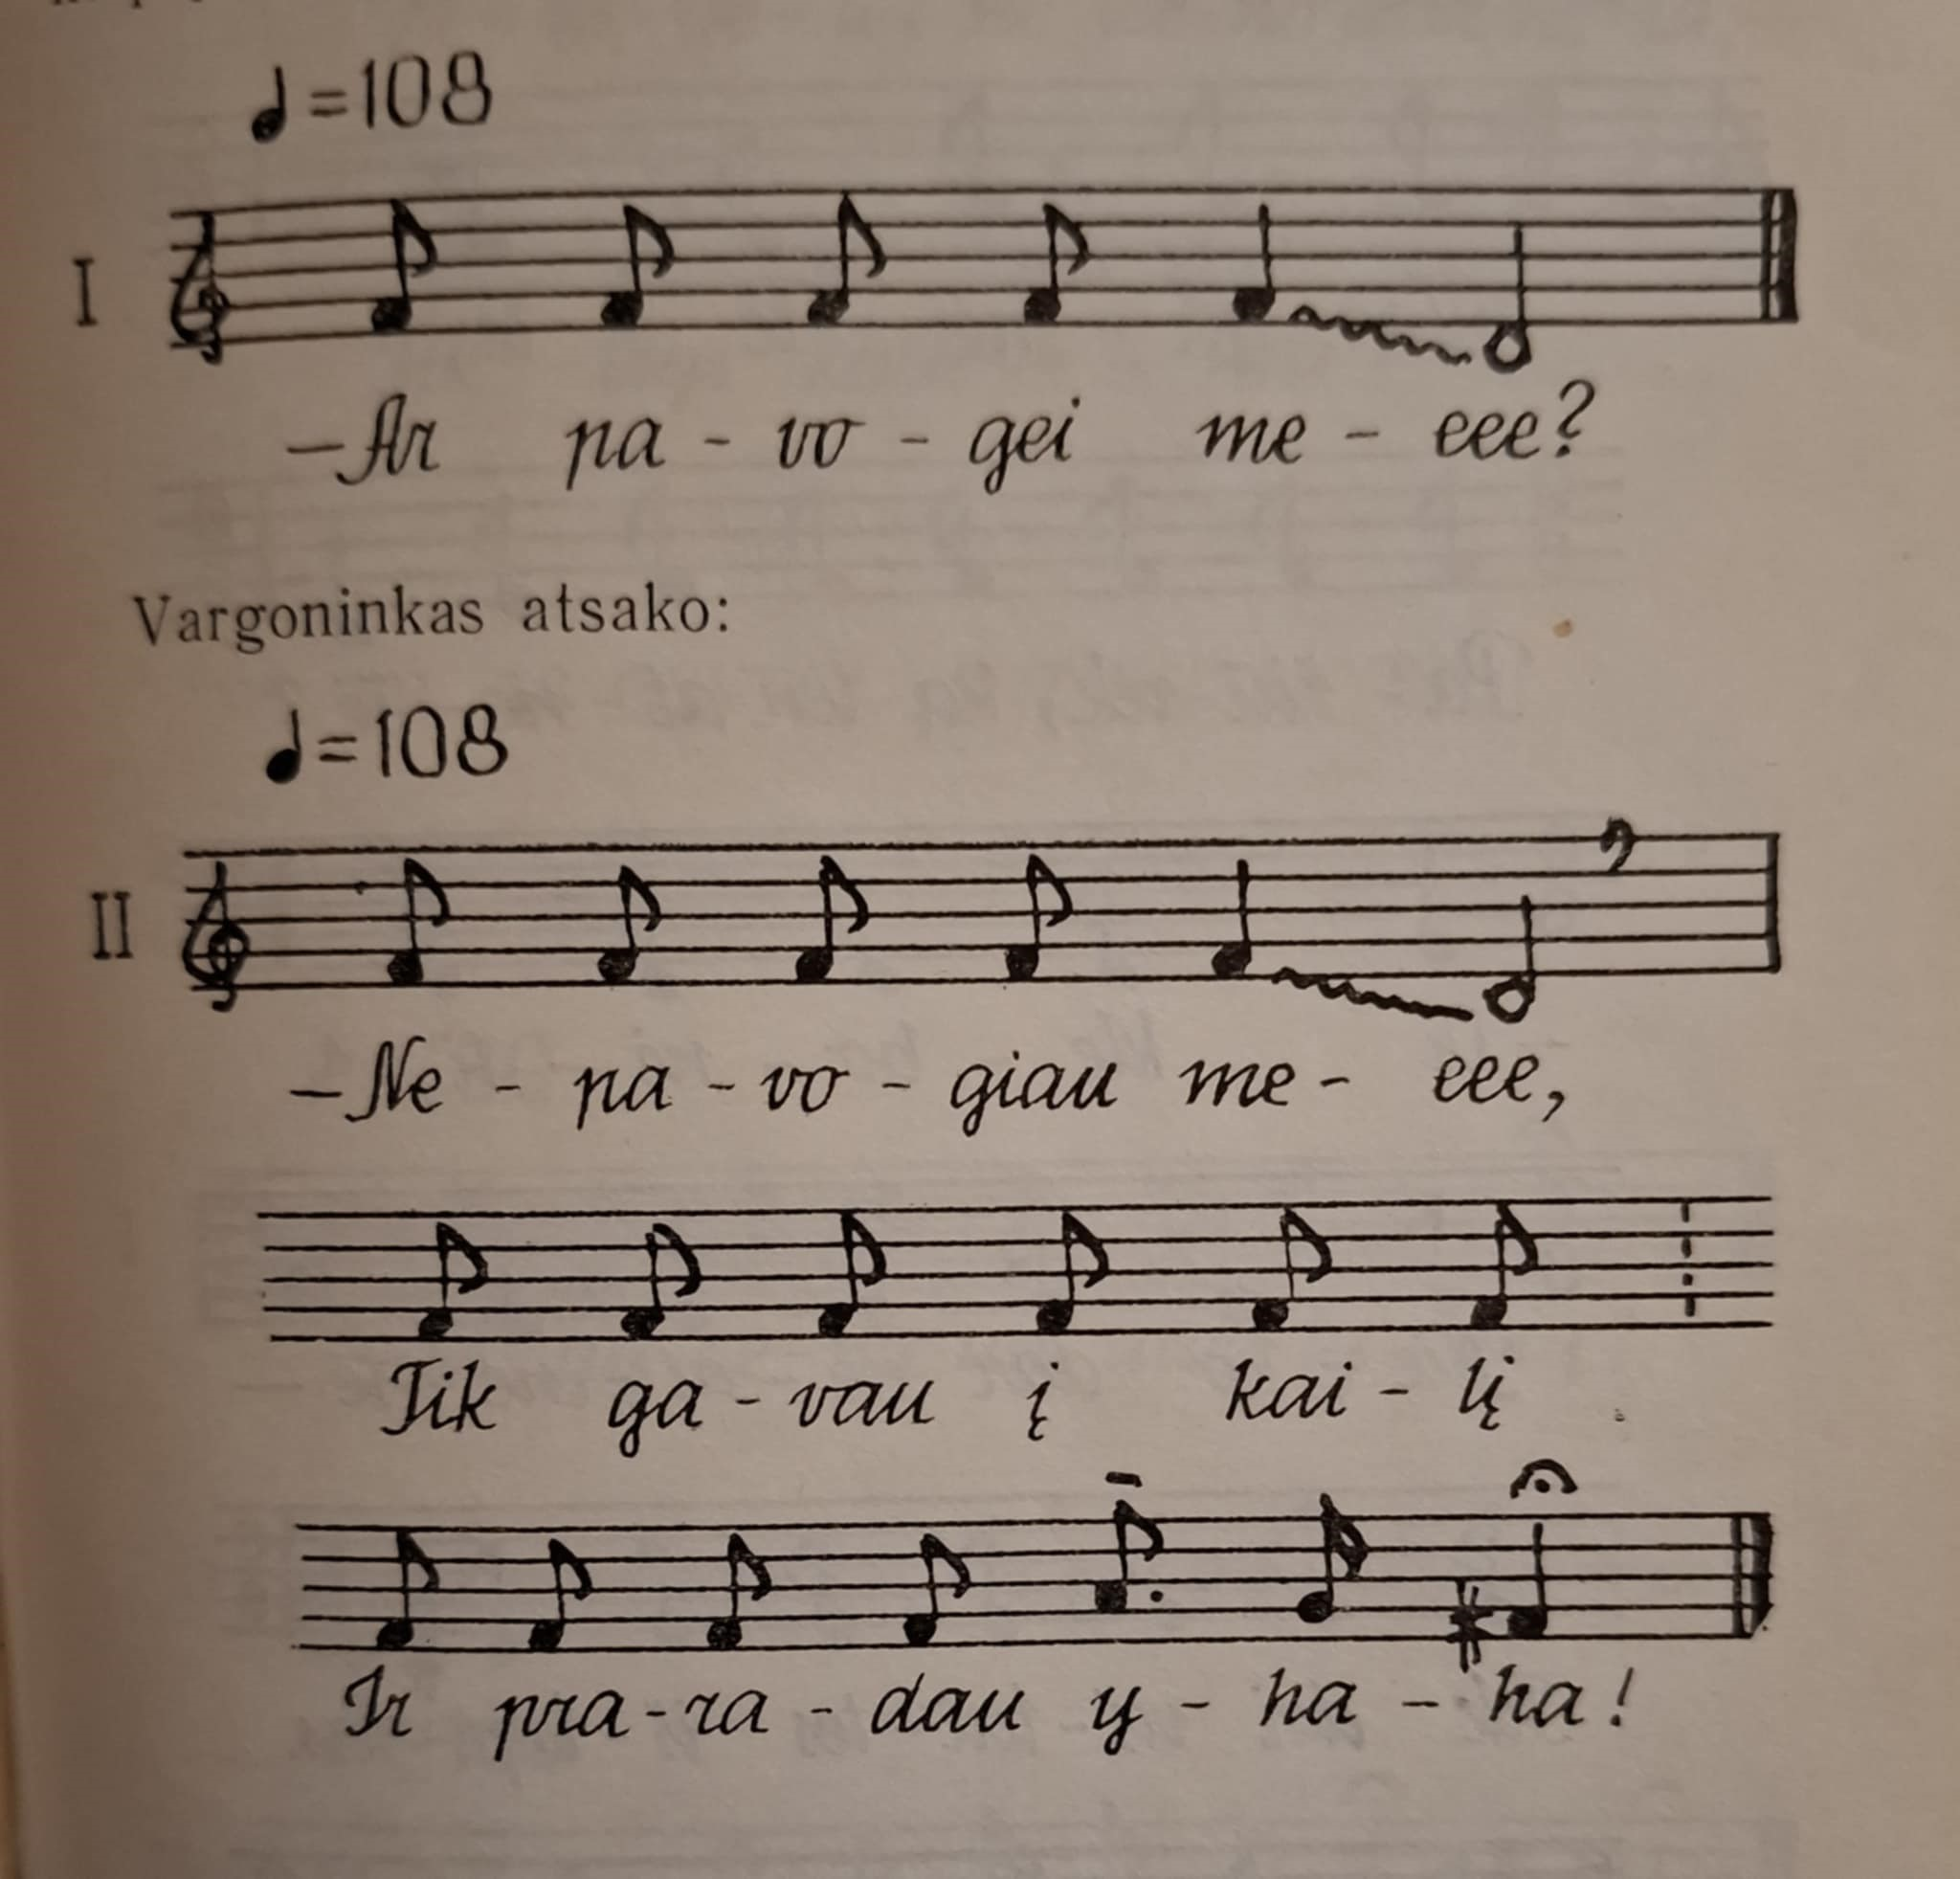 ♩=108
I
–Ar pa - vo - gei me - eee?
Vargoninkas atsako:
♩=108
II
–Ne - pa - vo - giau me - eee,
Tik ga - vau į kai - lį
Ir pra - ra - dau y - ha - ha!